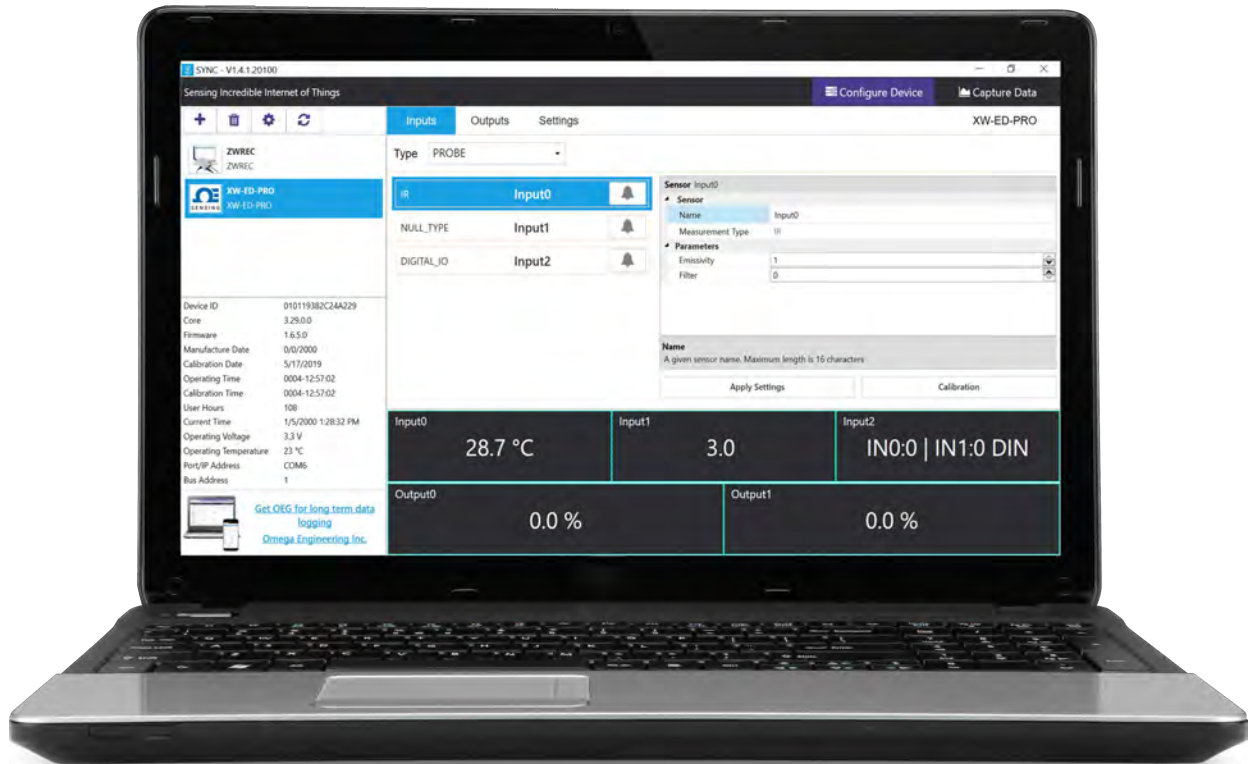 SYNC - V1.4.1.20100
Sensing Incredible Internet of Things
Configure Device
Capture Data
Inputs Outputs Settings
XW-ED-PRO
ZWREC
ZWREC
XW-ED-PRO
XW-ED-PRO
SENSING
Type PROBE
IR Input0
NULL_TYPE Input1
DIGITAL_IO Input2
Sensor Input0
Sensor
Name Input0
Measurement Type IR
Parameters
Emissivity 1
Filter 0
Name
A given sensor name. Maximum length is 16 characters
Apply Settings Calibration
Device ID 010119382C24A229
Core 3.29.0.0
Firmware 1.6.5.0
Manufacture Date 0/0/2000
Calibration Date 5/17/2019
Operating Time 0004-12:57:02
Calibration Time 0004-12:57:02
User Hours 108
Current Time 1/5/2000 1:28:32 PM
Operating Voltage 3.3 V
Operating Temperature 23 °C
Port/IP Address COM6
Bus Address 1
Get OEG for long term data
logging
Omega Engineering Inc.
Input0
28.7 °C
Input1
3.0
Input2
IN0:0 | IN1:0 DIN
Output0
0.0 %
Output1
0.0 %